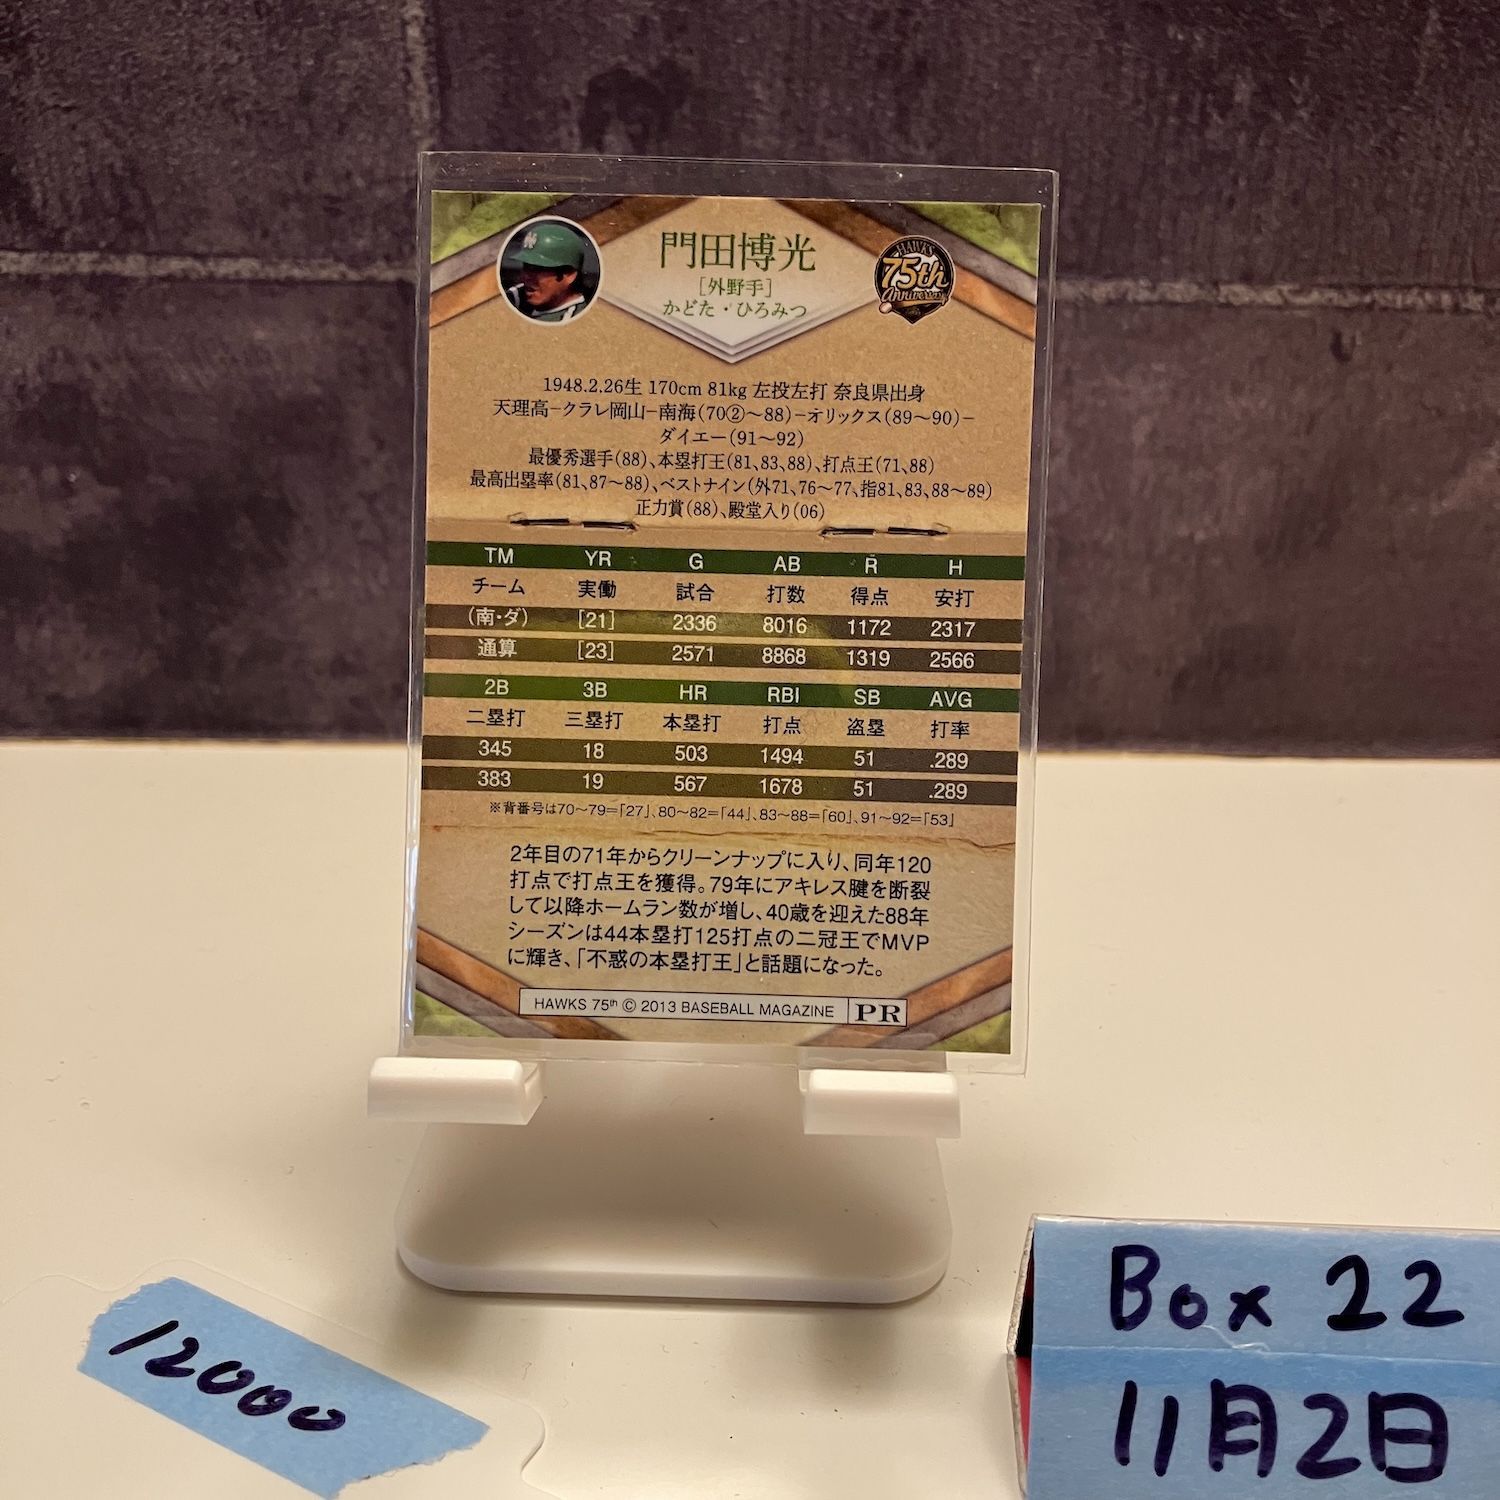 門田博光
[外野手]
かどた・ひろみつ
HAWKS
75th
Anniversary
1948.2.26生 170cm 81kg 左投左打 奈良県出身
天理高−クラレ岡山−南海(70②〜88)−オリックス(89〜90)−
ダイエー(91〜92)
最優秀選手(88)、本塁打王(81、83、88)、打点王(71、88)
最高出塁率(81、87〜88)、ベストナイン(外71、76〜77、指81、83、88〜89)
正力賞(88)、殿堂入り(06)
TM YR G AB R H
チーム 実働 試合 打数 得点 安打
(南・ダ) [21] 2336 8016 1172 2317
通算 [23] 2571 8868 1319 2566
2B 3B HR RBI SB AVG
二塁打 三塁打 本塁打 打点 盗塁 打率
345 18 503 1494 51 .289
383 19 567 1678 51 .289
※背番号は70〜79=「27」、80〜82=「44」、83〜88=「60」、91〜92=「53」
2年目の71年からクリーンナップに入り、同年120
打点で打点王を獲得。79年にアキレス腱を断裂
して以降ホームラン数が増し、40歳を迎えた88年
シーズンは44本塁打125打点の二冠王でMVP
に輝き、「不惑の本塁打王」と話題になった。
HAWKS 75th © 2013 BASEBALL MAGAZINE PR
12000
Box 22
11月2日